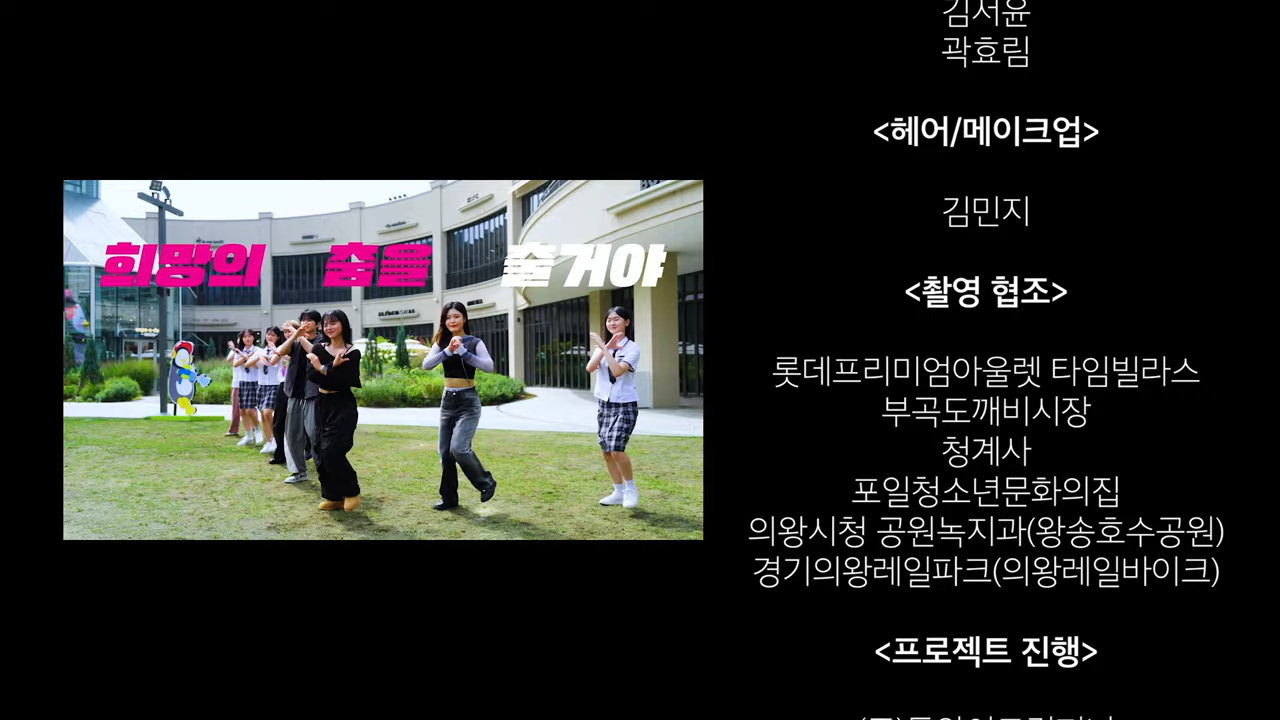 희망의 춤을 출거야
김서윤
곽효림
<헤어/메이크업>
김민지
<촬영 협조>
롯데프리미엄아울렛 타임빌라스
부곡도깨비시장
청계사
포일청소년문화의집
의왕시청 공원녹지과(왕송호수공원)
경기의왕레일파크(의왕레일바이크)
<프로젝트 진행>